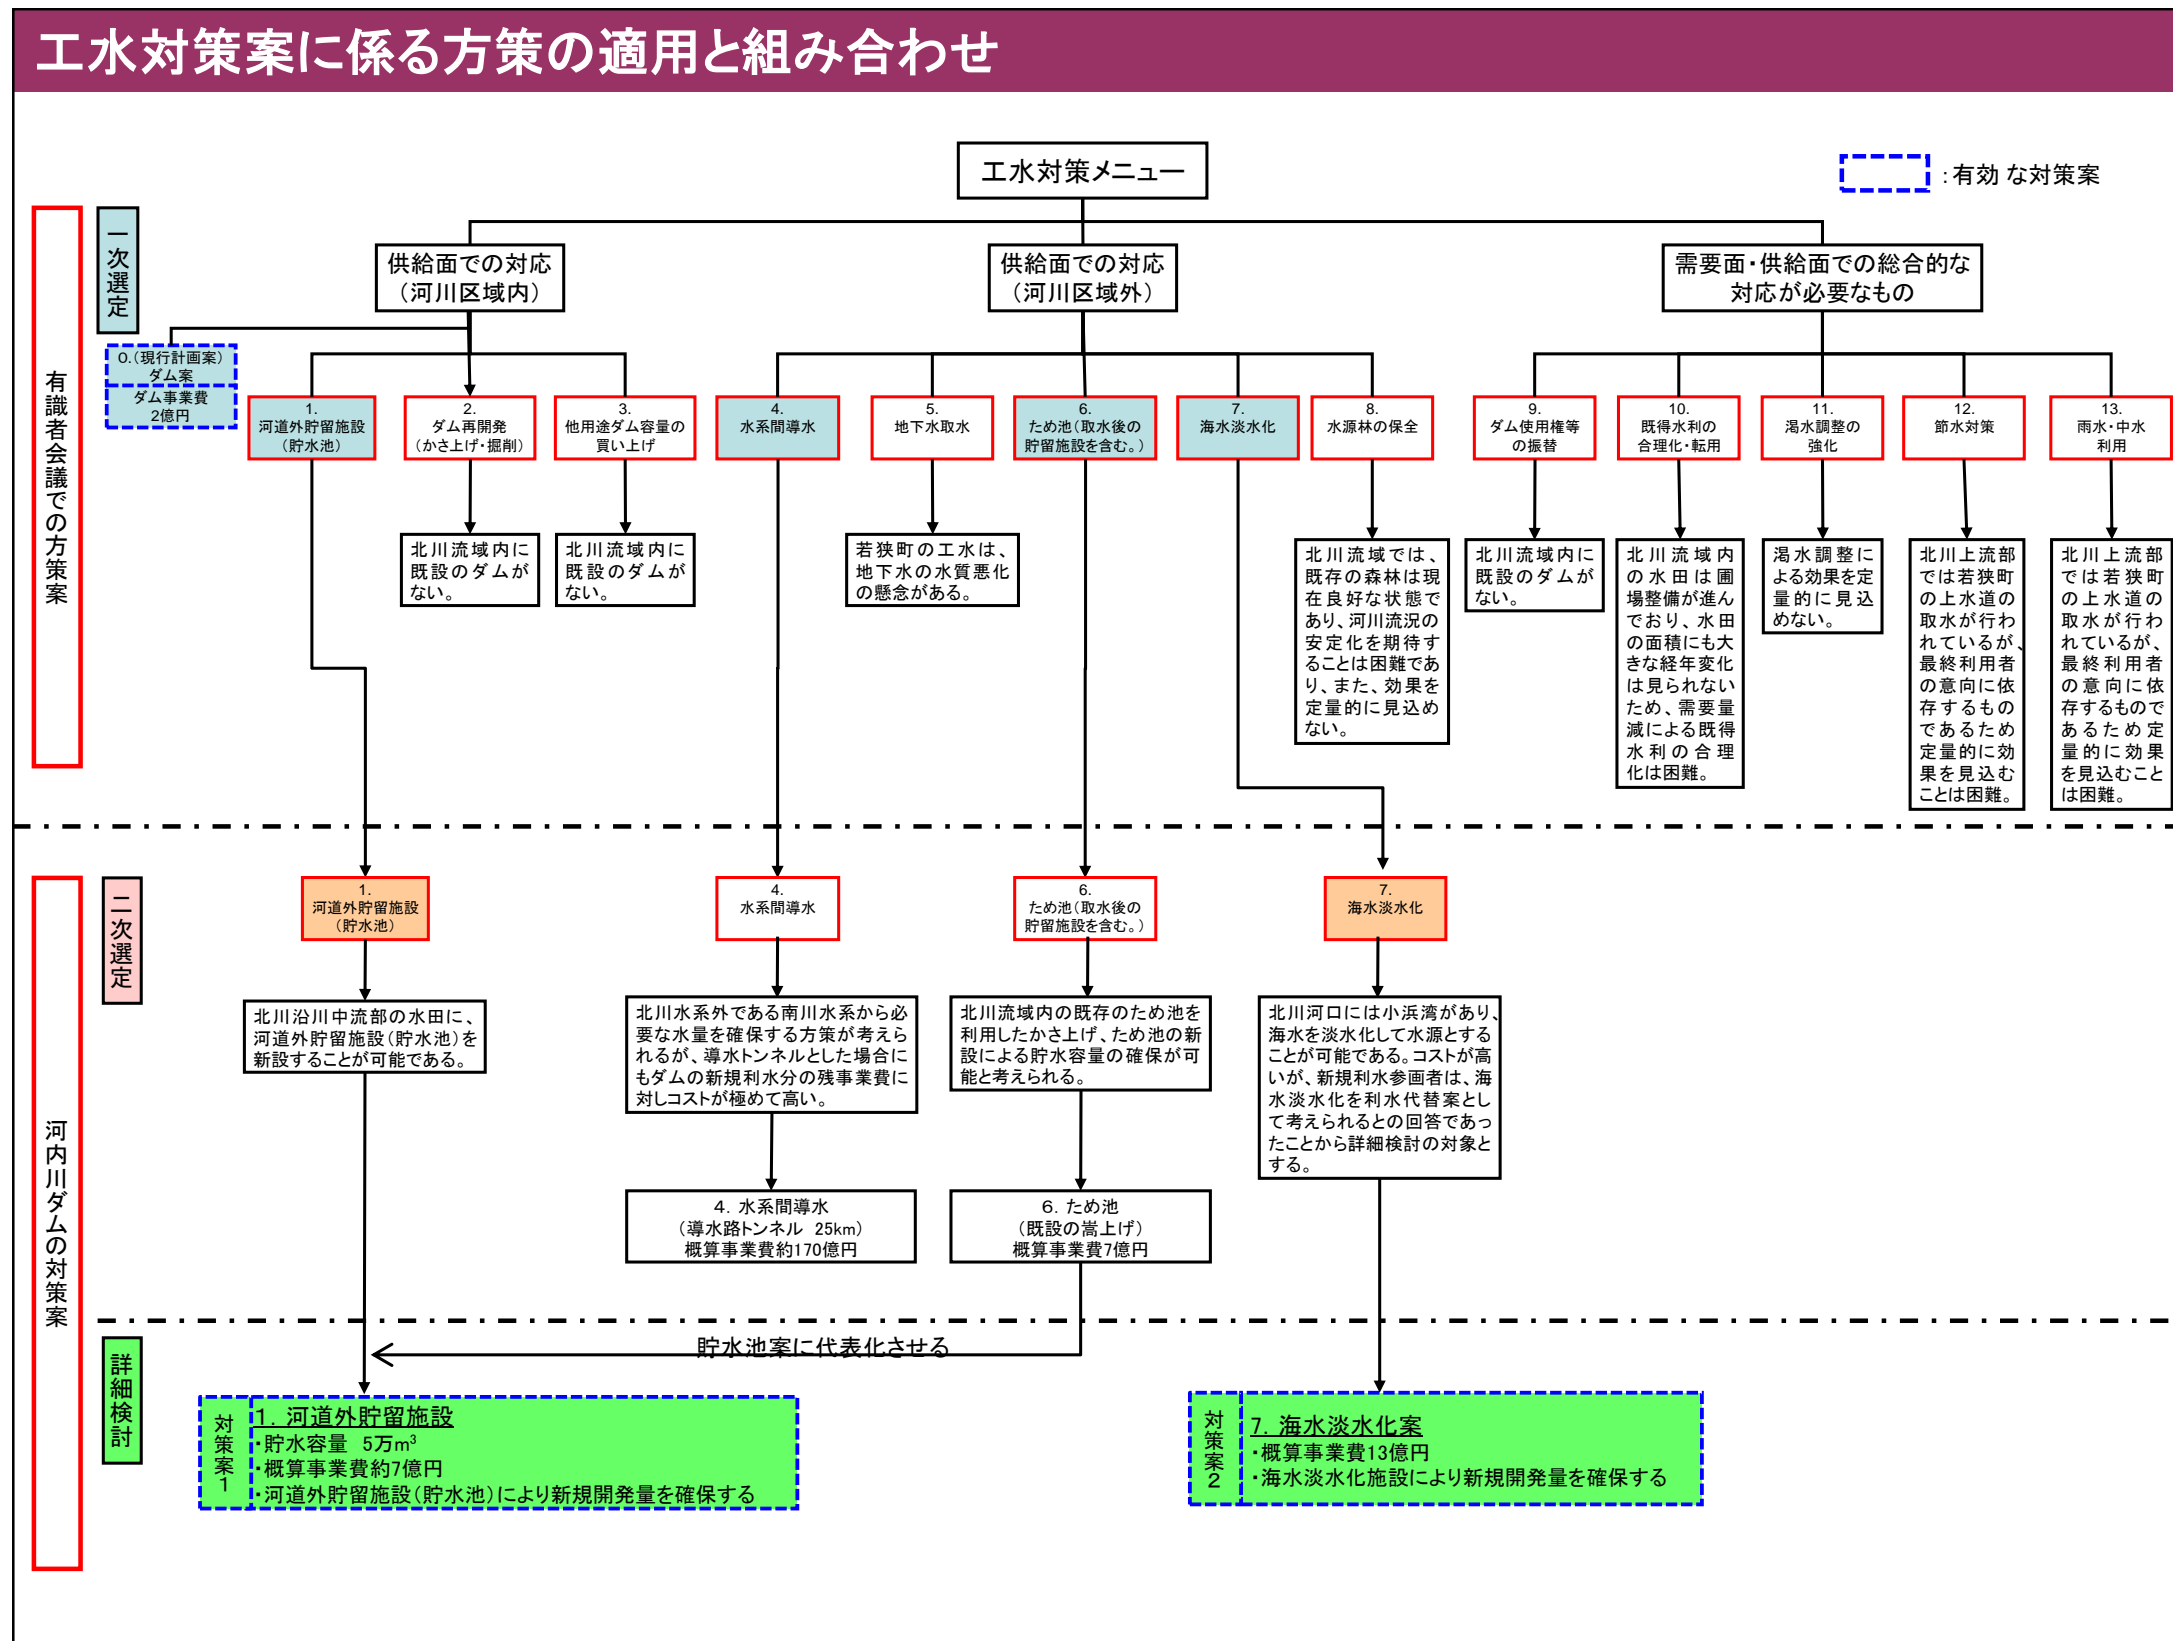 工水対策案に係る方策の適用と組み合わせ
工水対策メニュー
：有効な対策案
有識者会議での方策案
一次選定
供給面での対応
（河川区域内）
供給面での対応
（河川区域外）
需要面・供給面での総合的な
対応が必要なもの
0.（現行計画案）
ダム案
ダム事業費
2億円
1.
河道外貯留施設
（貯水池）
2.
ダム再開発
（かさ上げ・掘削）
3.
他用途ダム容量の
買い上げ
4.
水系間導水
5.
地下水取水
6.
ため池（取水後の
貯留施設を含む。）
7.
海水淡水化
8.
水源林の保全
9.
ダム使用権等
の振替
10.
既得水利の
合理化・転用
11.
渇水調整の
強化
12.
節水対策
13.
雨水・中水
利用
北川流域内に
既設のダムが
ない。
北川流域内に
既設のダムが
ない。
若狭町の工水は、
地下水の水質悪化
の懸念がある。
北川流域では、
既存の森林は現
在良好な状態で
あり、河川流況の
安定化を期待す
ることは困難であ
り、また、効果を
定量的に見込め
ない。
北川流域内に
既設のダムが
ない。
北川流域内
の水田は圃
場整備が進ん
でおり、水田
の面積にも大
きな経年変化
は見られない
ため、需要量
減による既得
水利の合理
化は困難。
渇水調整に
よる効果を定
量的に見込
めない。
北川上流部
では若狭町
の上水道の
取水が行わ
れているが、
最終利用者
の意向に依
存するもの
であるため
定量的に効
果を見込む
ことは困難。
北川上流部
では若狭町
の上水道の
取水が行わ
れているが、
最終利用者
の意向に依
存するもので
あるため定
量的に効果
を見込むこと
は困難。
河内川ダムの対策案
二次選定
1.
河道外貯留施設
（貯水池）
4.
水系間導水
6.
ため池（取水後の
貯留施設を含む。）
7.
海水淡水化
北川沿川中流部の水田に、
河道外貯留施設（貯水池）を
新設することが可能である。
北川水系外である南川水系から必
要な水量を確保する方策が考えら
れるが、導水トンネルとした場合に
もダムの新規利水分の残事業費に
対しコストが極めて高い。
北川流域内の既存のため池を
利用したかさ上げ、ため池の新
設による貯水容量の確保が可
能と考えられる。
北川河口には小浜湾があり、
海水を淡水化して水源とする
ことが可能である。コストが高
いが、新規利水参画者は、海
水淡水化を利水代替案とし
て考えられるとの回答であっ
たことから詳細検討の対象と
する。
4．水系間導水
（導水路トンネル　25km）
概算事業費約170億円
6．ため池
（既設の嵩上げ）
概算事業費7億円
詳細検討
貯水池案に代表化させる
対策案1
1．河道外貯留施設
・貯水容量　5万m³
・概算事業費約7億円
・河道外貯留施設（貯水池）により新規開発量を確保する
対策案2
7．海水淡水化案
・概算事業費13億円
・海水淡水化施設により新規開発量を確保する